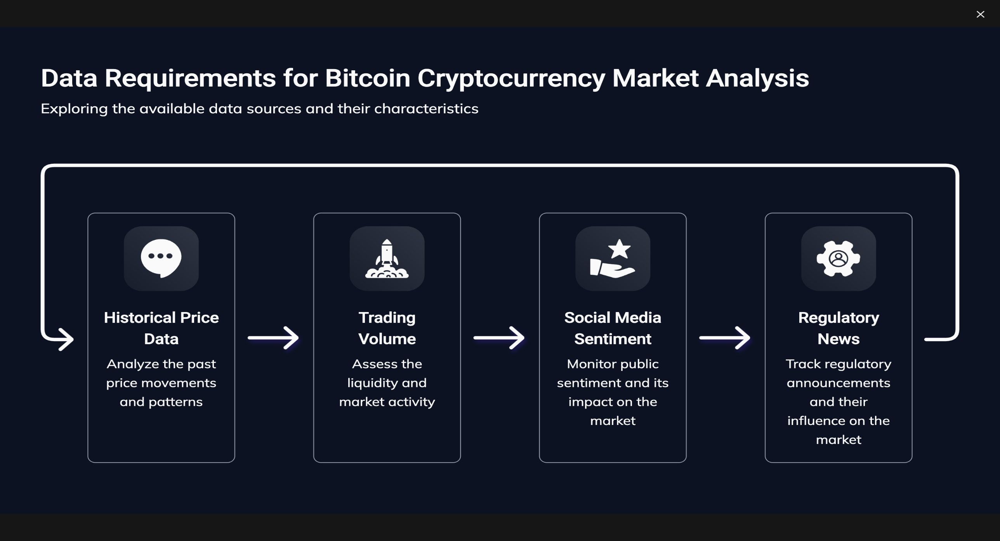 Data Requirements for Bitcoin Cryptocurrency Market Analysis
Exploring the available data sources and their characteristics
Historical Price
Data
Analyze the past
price movements
and patterns
Trading
Volume
Assess the
liquidity and
market activity
Social Media
Sentiment
Monitor public
sentiment and its
impact on the
market
Regulatory
News
Track regulatory
announcements
and their
influence on the
market